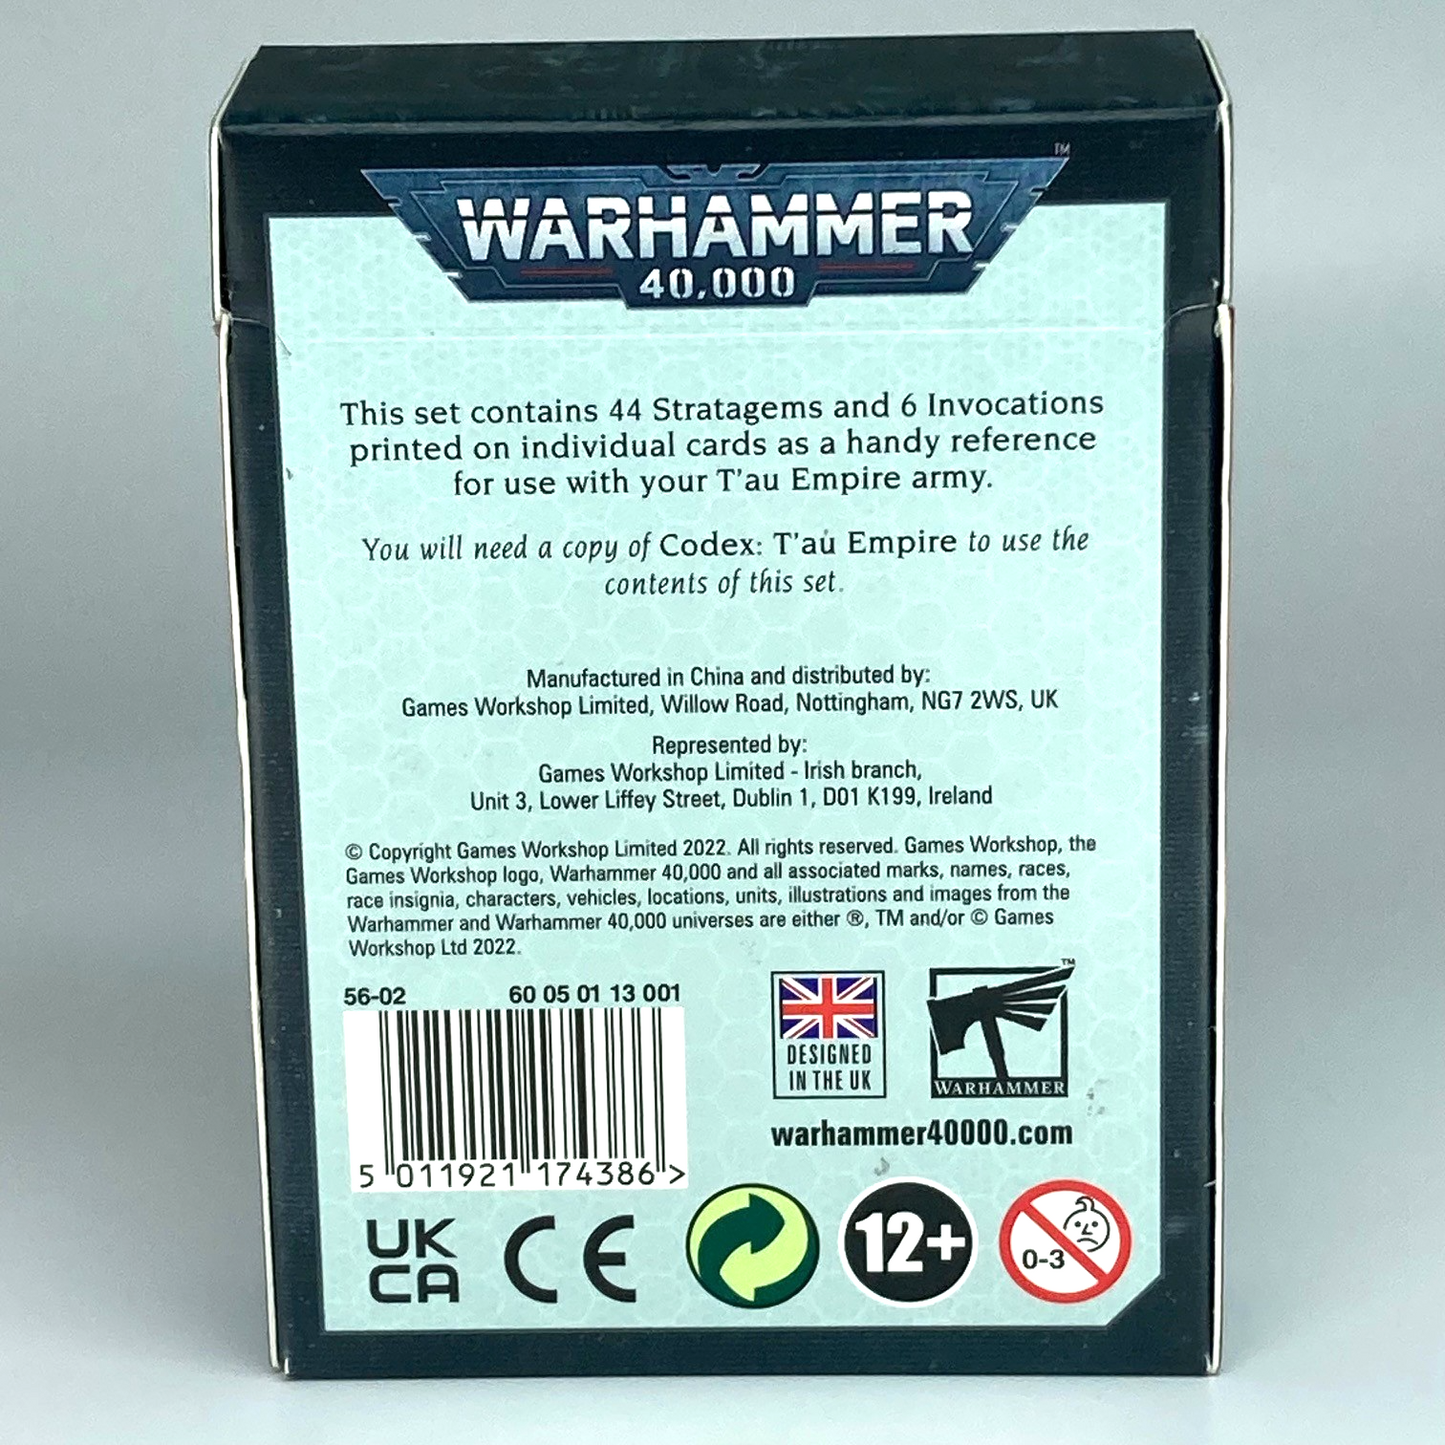 WARHAMMER
TM
40,000
This set contains 44 Stratagems and 6 Invocations
printed on individual cards as a handy reference
for use with your T'au Empire army.
You will need a copy of Codex: T'au Empire to use the
contents of this set.
Manufactured in China and distributed by:
Games Workshop Limited, Willow Road, Nottingham, NG7 2WS, UK
Represented by:
Games Workshop Limited - Irish branch,
Unit 3, Lower Liffey Street, Dublin 1, D01 K199, Ireland
© Copyright Games Workshop Limited 2022. All rights reserved. Games Workshop, the
Games Workshop logo, Warhammer 40,000 and all associated marks, names, races,
race insignia, characters, vehicles, locations, units, illustrations and images from the
Warhammer and Warhammer 40,000 universes are either ®, TM and/or © Games
Workshop Ltd 2022.
56-02 60 05 01 13 001
5 011921 174386 >
DESIGNED
IN THE UK
TM
WARHAMMER
warhammer40000.com
UK
CA
CE
12+
0-3